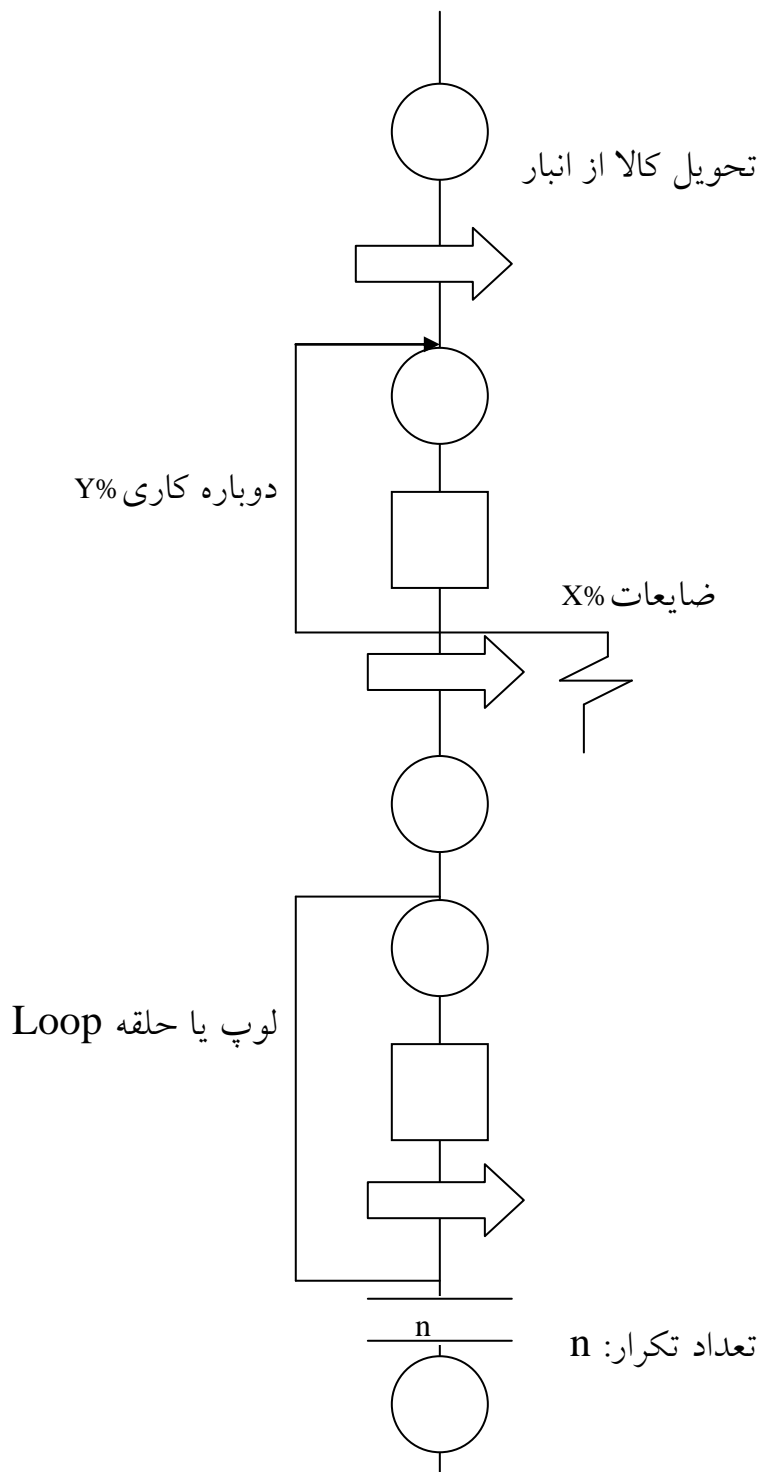 تحویل کالا از انبار
دوباره کاری Y%
ضایعات X%
لوپ یا حلقه Loop
n
تعداد تکرار: n